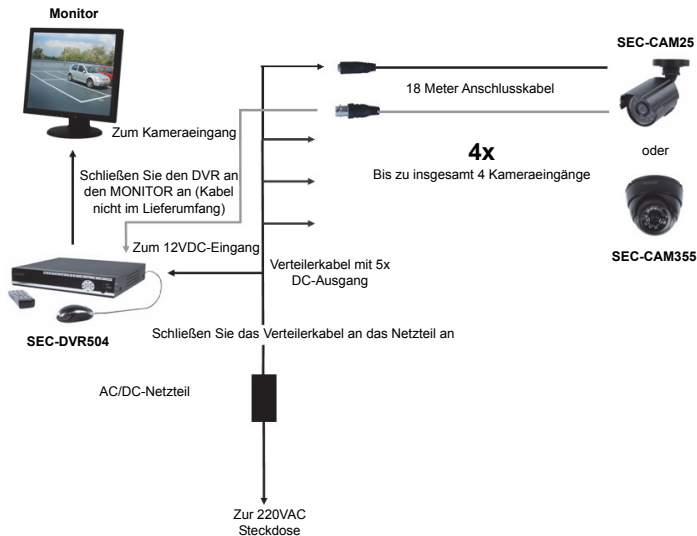 Monitor
SEC-CAM25
18 Meter Anschlusskabel
Zum Kameraeingang
4x
oder
Bis zu insgesamt 4 Kameraeingänge
Schließen Sie den DVR an
den MONITOR an (Kabel
nicht im Lieferumfang)
Zum 12VDC-Eingang
SEC-CAM355
Verteilerkabel mit 5x
DC-Ausgang
SEC-DVR504
Schließen Sie das Verteilerkabel an das Netzteil an
AC/DC-Netzteil
Zur 220VAC
Steckdose